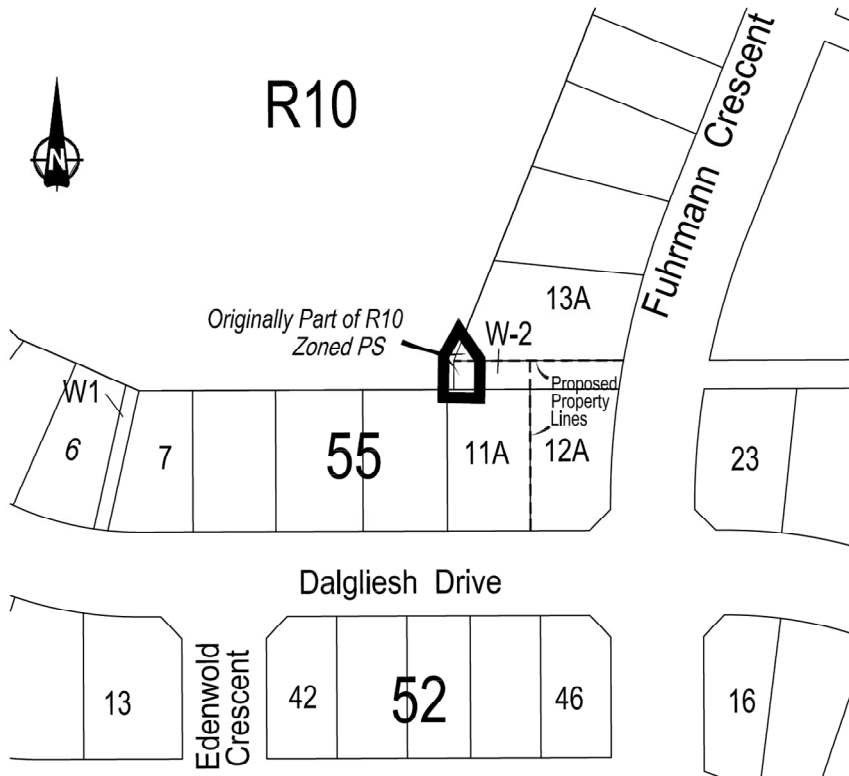 R10
N
Fuhrmann Crescent
13A
Originally Part of R10
Zoned PS
W-2
Proposed
Property
Lines
W1
6
7
55
11A
12A
23
Dalgliesh Drive
Edenwold
Crescent
13
42
52
46
16